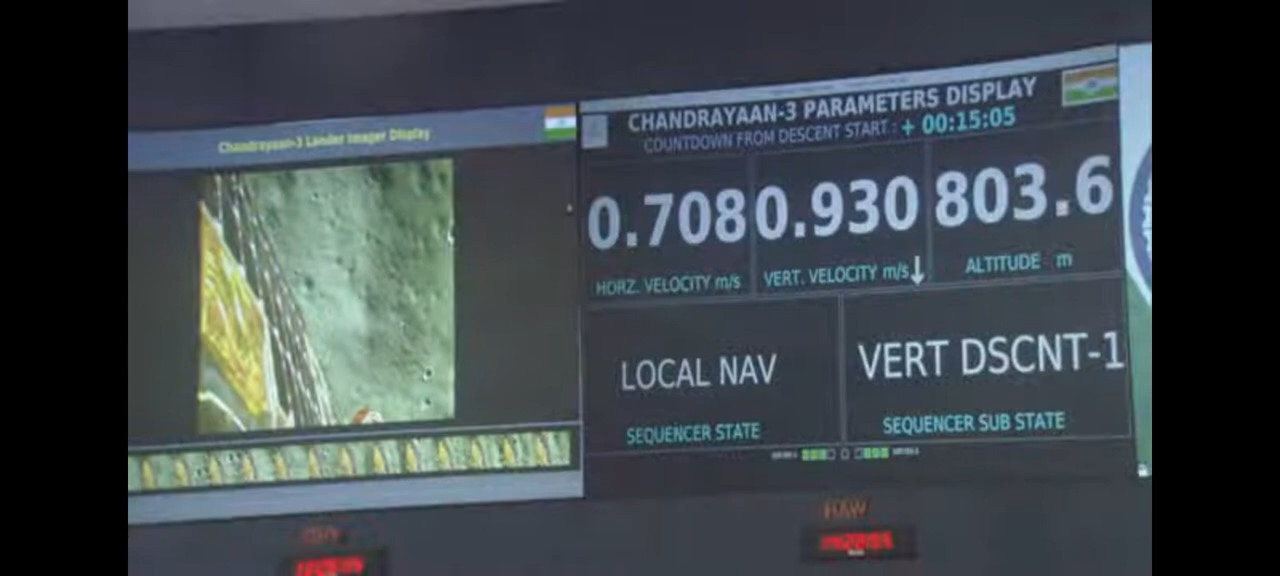 Chandrayaan-3 Lander Imager Display
CHANDRAYAAN-3 PARAMETERS DISPLAY
COUNTDOWN FROM DESCENT START : + 00:15:05
0.708 0.930 803.6
HORZ. VELOCITY m/s VERT. VELOCITY m/s↓ ALTITUDE m
LOCAL NAV VERT DSCNT-1
SEQUENCER STATE SEQUENCER SUB STATE